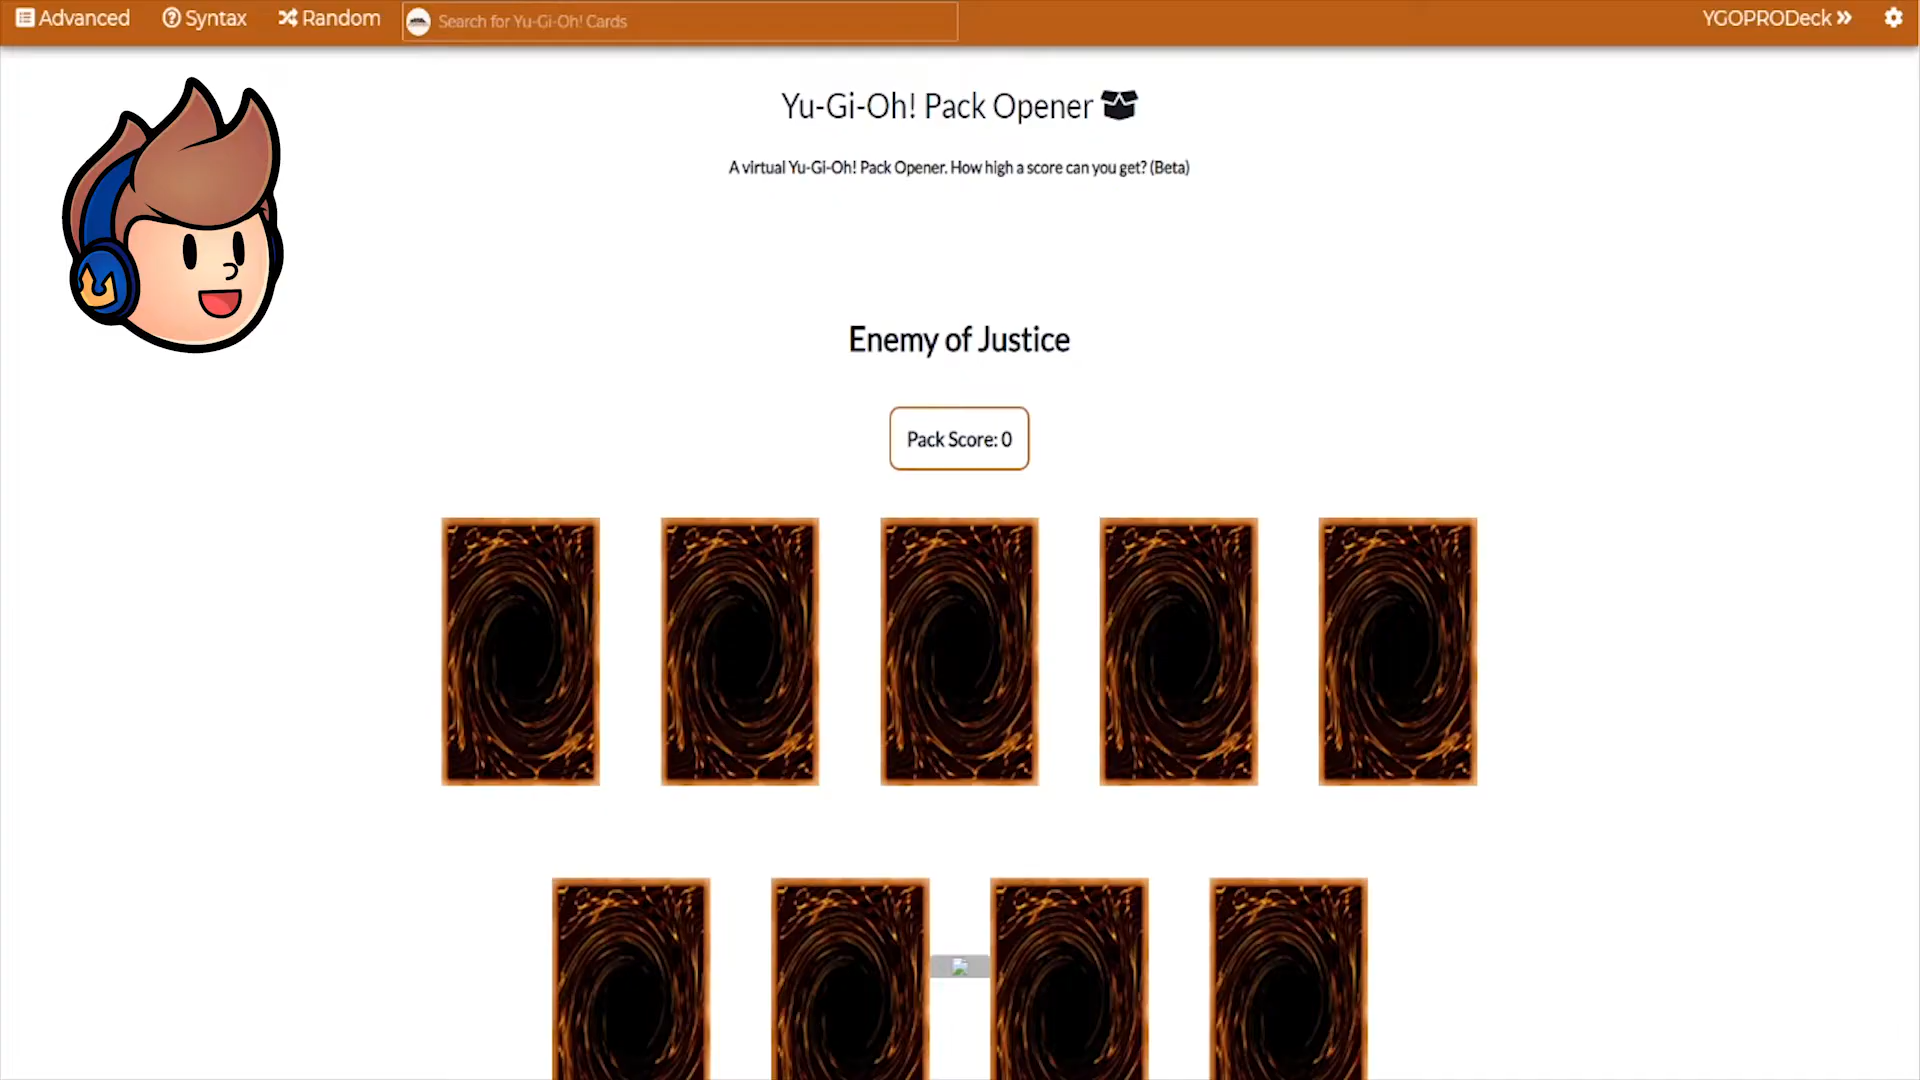 Advanced Syntax Random Search for Yu-Gi-Oh! Cards YGOPRODeck
Yu-Gi-Oh! Pack Opener
A virtual Yu-Gi-Oh! Pack Opener. How high a score can you get? (Beta)
Enemy of Justice
Pack Score: 0